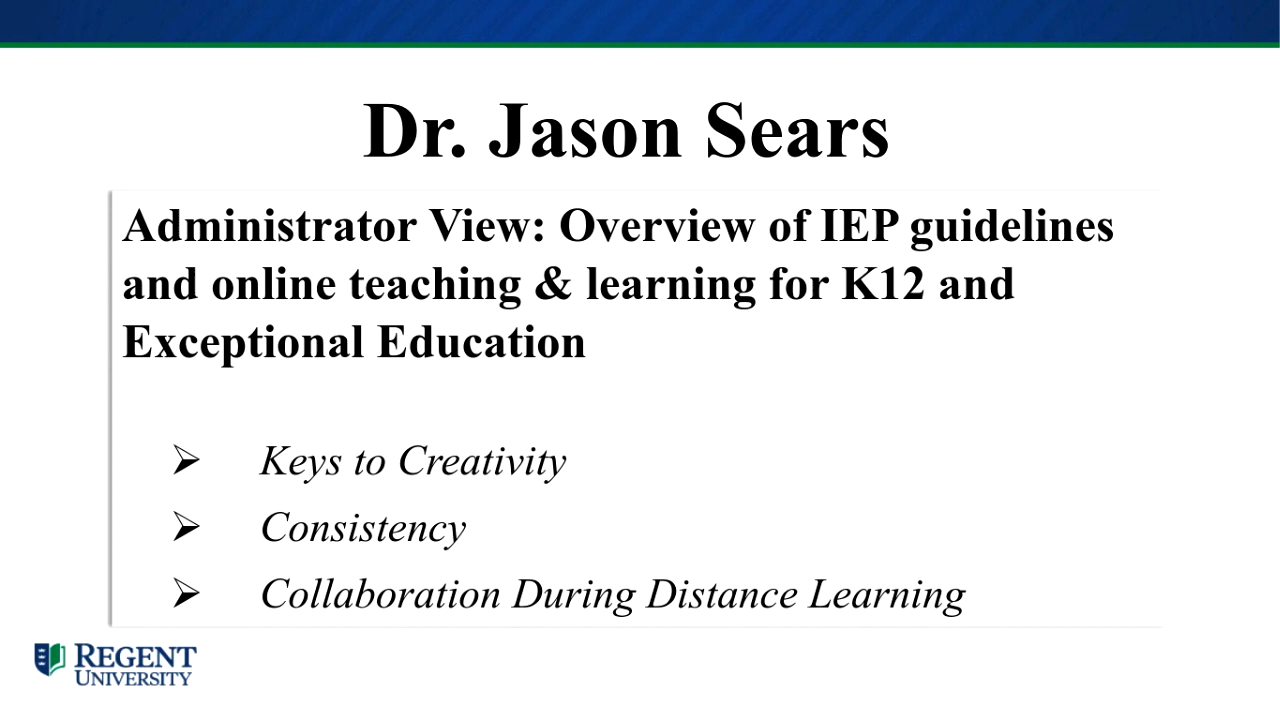 Dr. Jason Sears
Administrator View: Overview of IEP guidelines
and online teaching & learning for K12 and
Exceptional Education
➢ Keys to Creativity
➢ Consistency
➢ Collaboration During Distance Learning
REGENT
UNIVERSITY